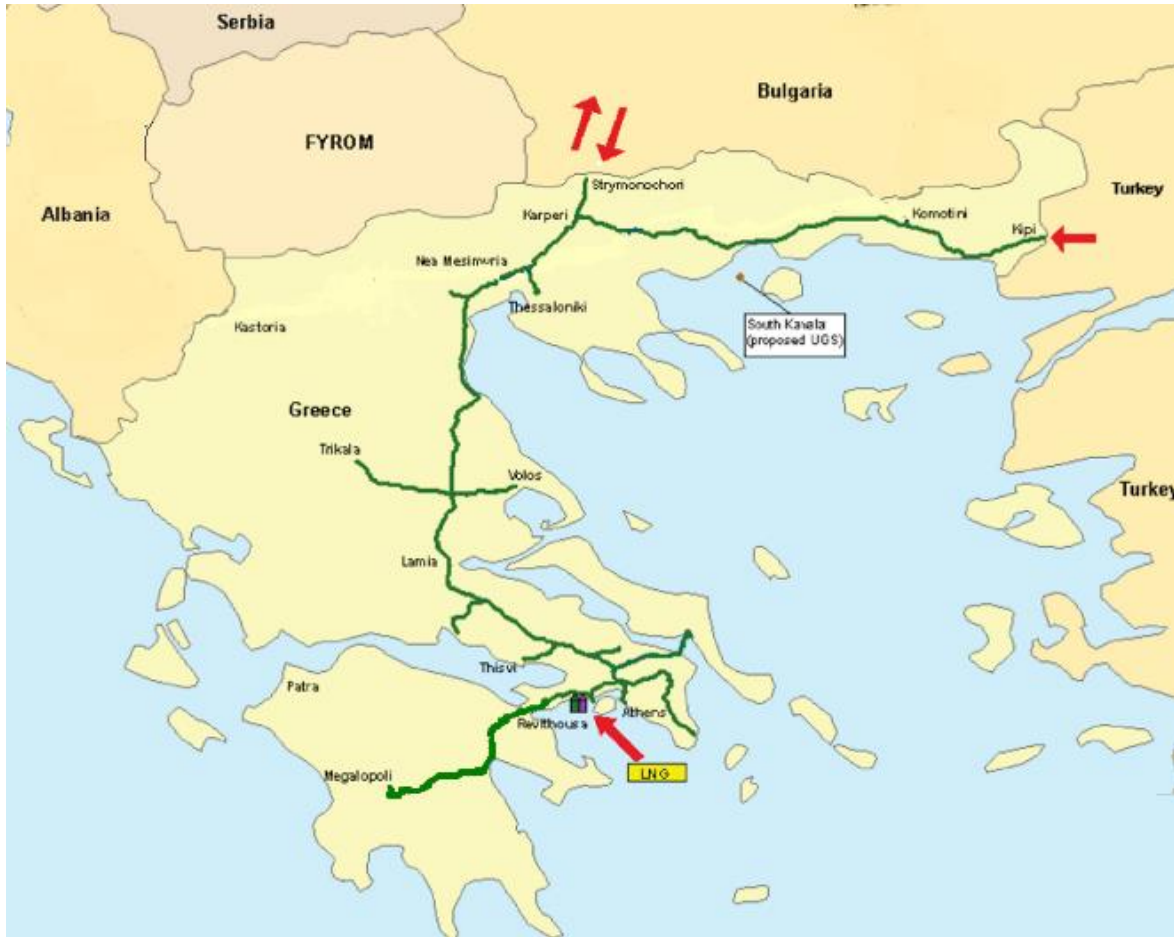 Serbia
Bulgaria
FYROM
Strymonochori
Turkey
Albania
Karperi
Komotini
Kipi
Nea Mesimvria
Thessaloniki
South Kavala
(proposed UGS)
Kastoria
Greece
Trikala
Volos
Turkey
Lamia
Thisvi
Patra
Revithousa
Athens
Megalopoli
LNG